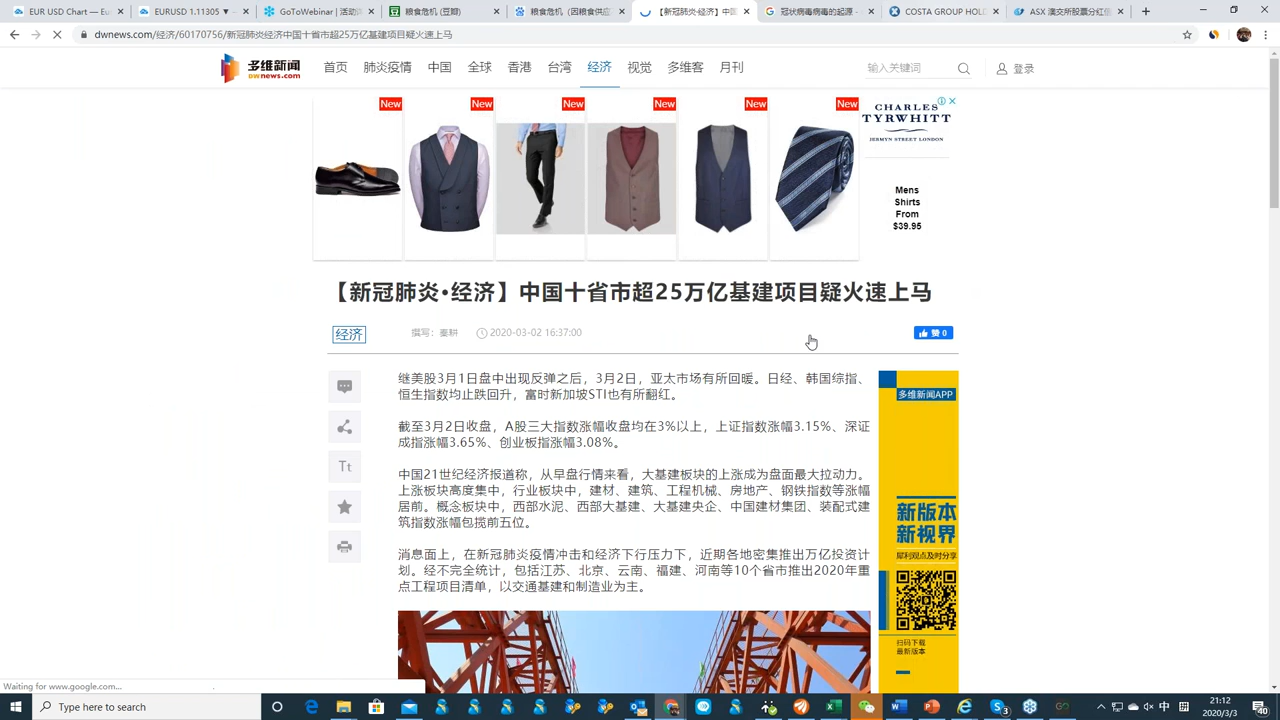 EUR USD Chart — Eu
EURUSD 1.11305 ▼ −
GoToWebinar | 活动
粮食危机 (豆瓣)
粮食危机（因粮食供应
【新冠肺炎·经济】中国
冠状病毒病毒的起源 -
COSTA GROUP HOL
ASX 澳交所股票分红信
dwnews.com/经济/60170756/新冠肺炎经济中国十省市超25万亿基建项目疑火速上马
多维新闻
DWnews.com
首页 肺炎疫情 中国 全球 香港 台湾 经济 视觉 多维客 月刊
输入关键词
登录
New New New New New New
CHARLES
TYRWHITT
JERMYN STREET LONDON
Mens
Shirts
From
$39.95
【新冠肺炎•经济】中国十省市超25万亿基建项目疑火速上马
经济
撰写：秦耕
2020-03-02 16:37:00
赞 0
继美股3月1日盘中出现反弹之后，3月2日，亚太市场有所回暖。日经、韩国综指、
恒生指数均止跌回升，富时新加坡STI也有所翻红。
截至3月2日收盘，A股三大指数涨幅收盘均在3%以上，上证指数涨幅3.15%、深证
成指涨幅3.65%、创业板指涨幅3.08%。
中国21世纪经济报道称，从早盘行情来看，大基建板块的上涨成为盘面最大拉动力。
上涨板块高度集中，行业板块中，建材、建筑、工程机械、房地产、钢铁指数等涨幅
居前。概念板块中，西部水泥、西部大基建、大基建央企、中国建材集团、装配式建
筑指数涨幅包揽前五位。
消息面上，在新冠肺炎疫情冲击和经济下行压力下，近期各地密集推出万亿投资计
划。经不完全统计，包括江苏、北京、云南、福建、河南等10个省市推出2020年重
点工程项目清单，以交通基建和制造业为主。
Tt
多维新闻APP
新版本
新视界
犀利观点及时分享
扫码下载
最新版本
Waiting for www.google.com...
Type here to search
中
拼
21:12
2020/3/3
40